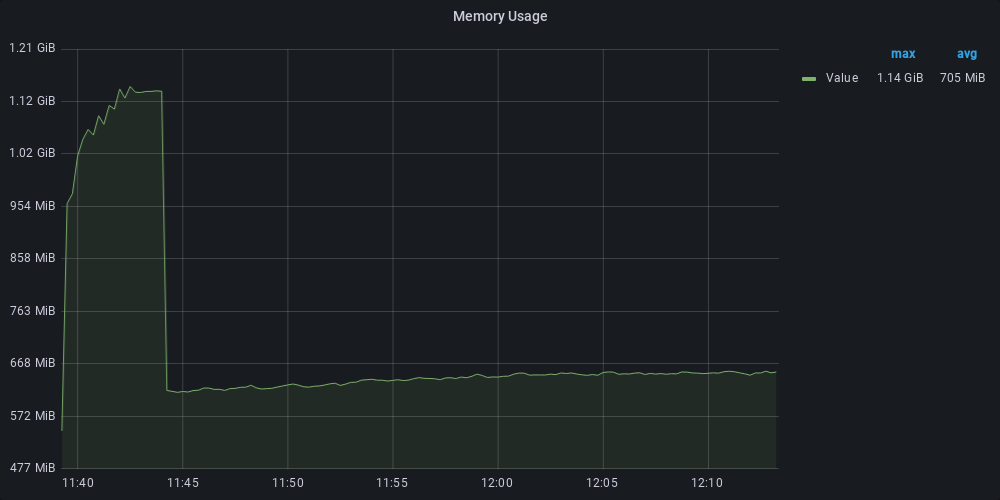 Memory Usage
1.21 GiB
1.12 GiB
1.02 GiB
954 MiB
858 MiB
763 MiB
668 MiB
572 MiB
477 MiB
11:40 11:45 11:50 11:55 12:00 12:05 12:10
max avg
Value 1.14 GiB 705 MiB